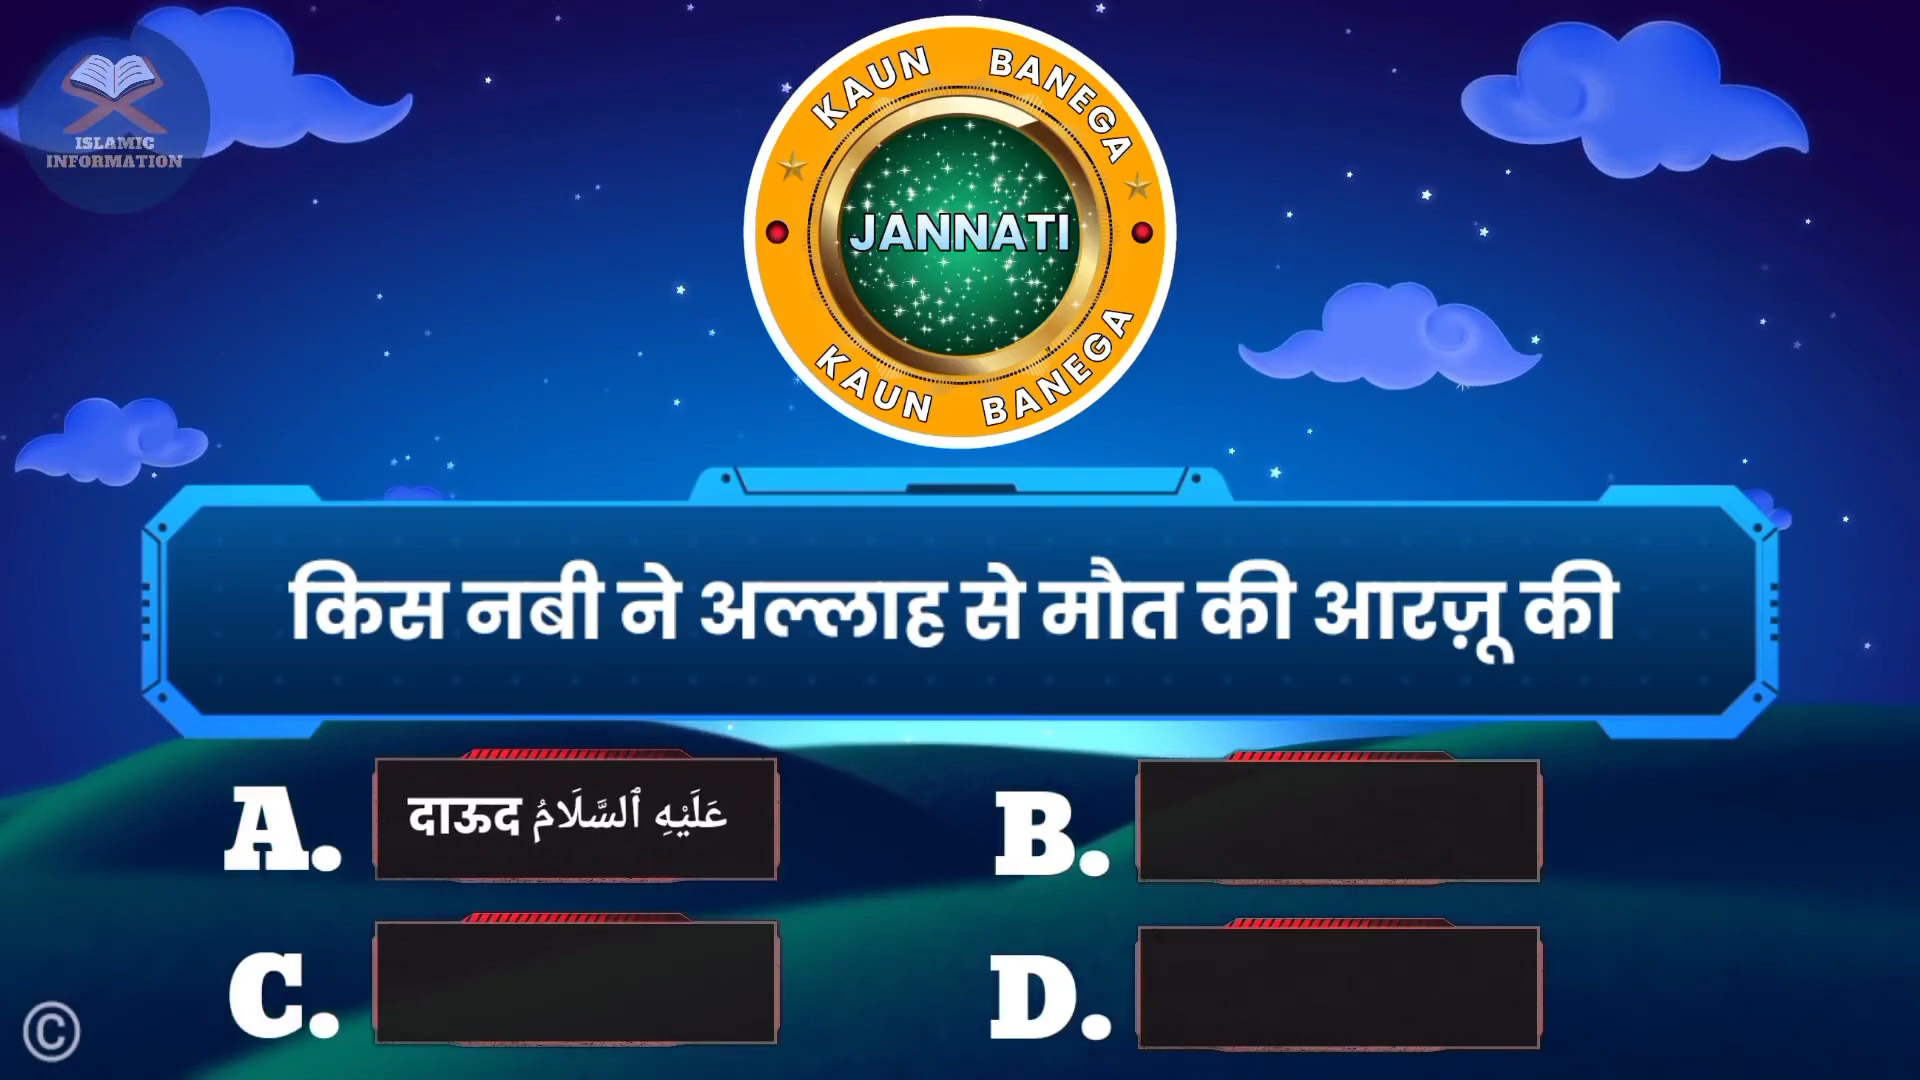 ISLAMIC
INFORMATION
KAUN BANEGA
JANNATI
KAUN BANEGA
किस नबी ने अल्लाह से मौत की आरज़ू की
A. दाऊद عَلَيْهِ ٱلسَّلَامُ
B.
C.
D.
©